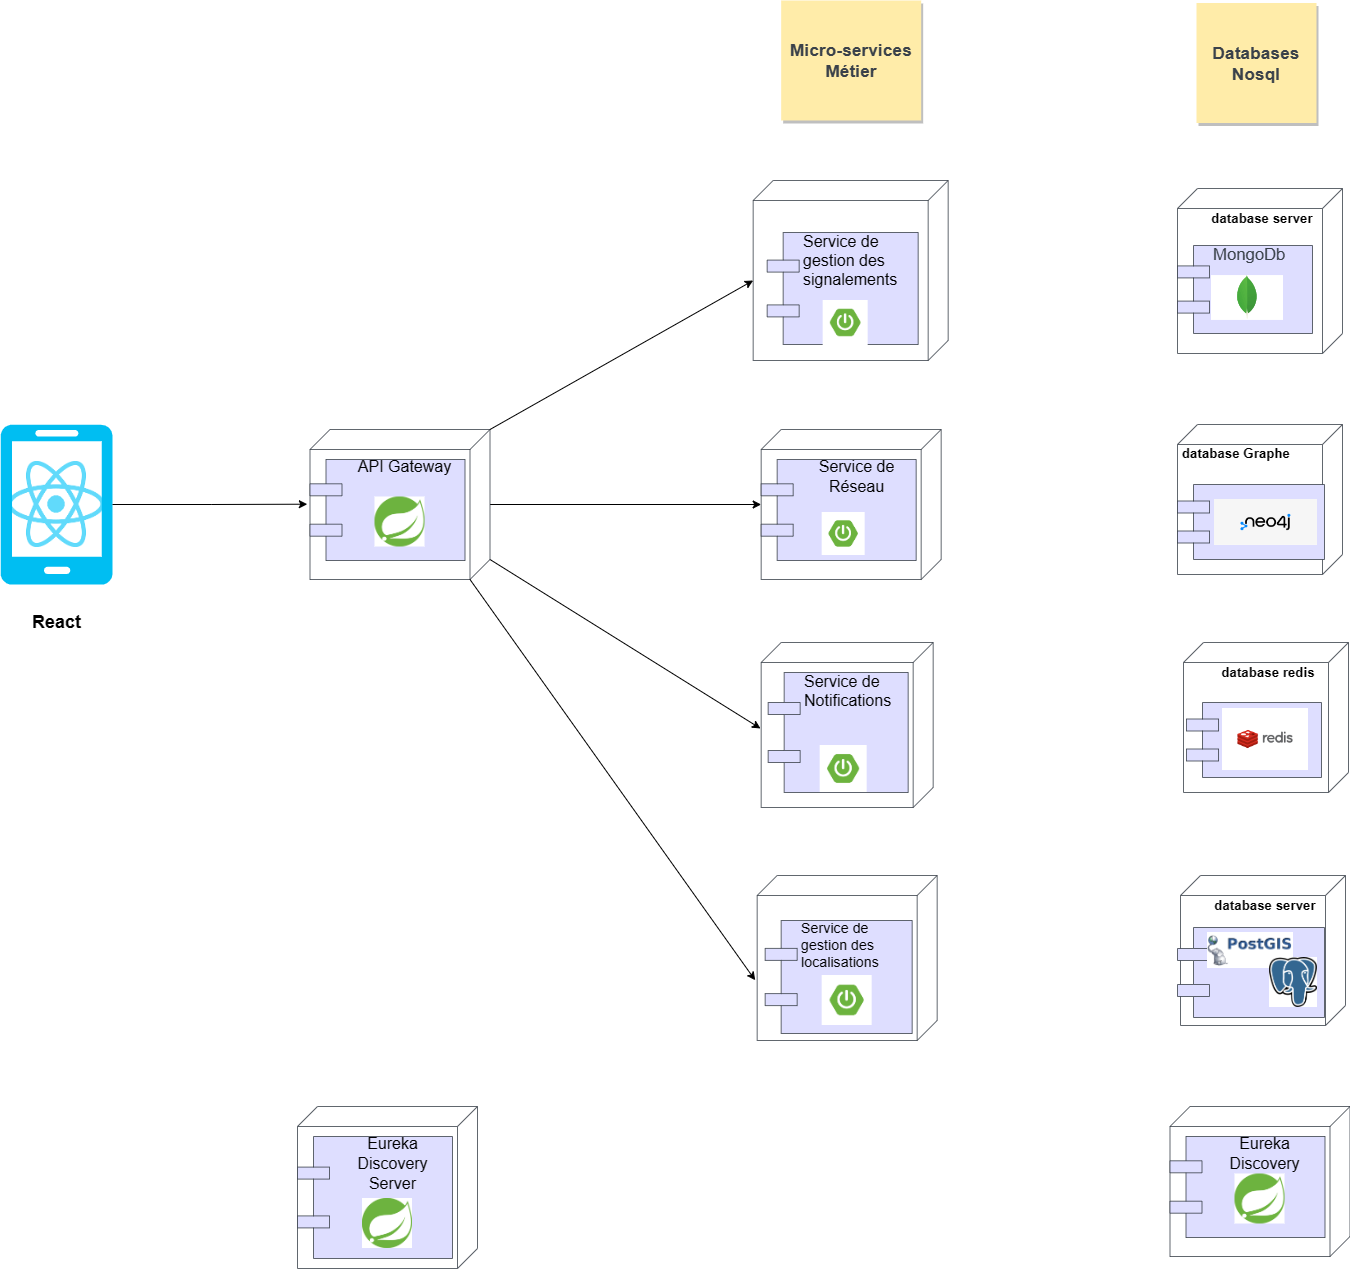 Micro-services
Métier
Databases
Nosql
Service de
gestion des
signalements
database server
MongoDb
React
API Gateway
Service de
Réseau
database Graphe
neo4j
Service de
Notifications
database redis
redis
Service de
gestion des
localisations
database server
PostGIS
Eureka
Discovery
Server
Eureka
Discovery